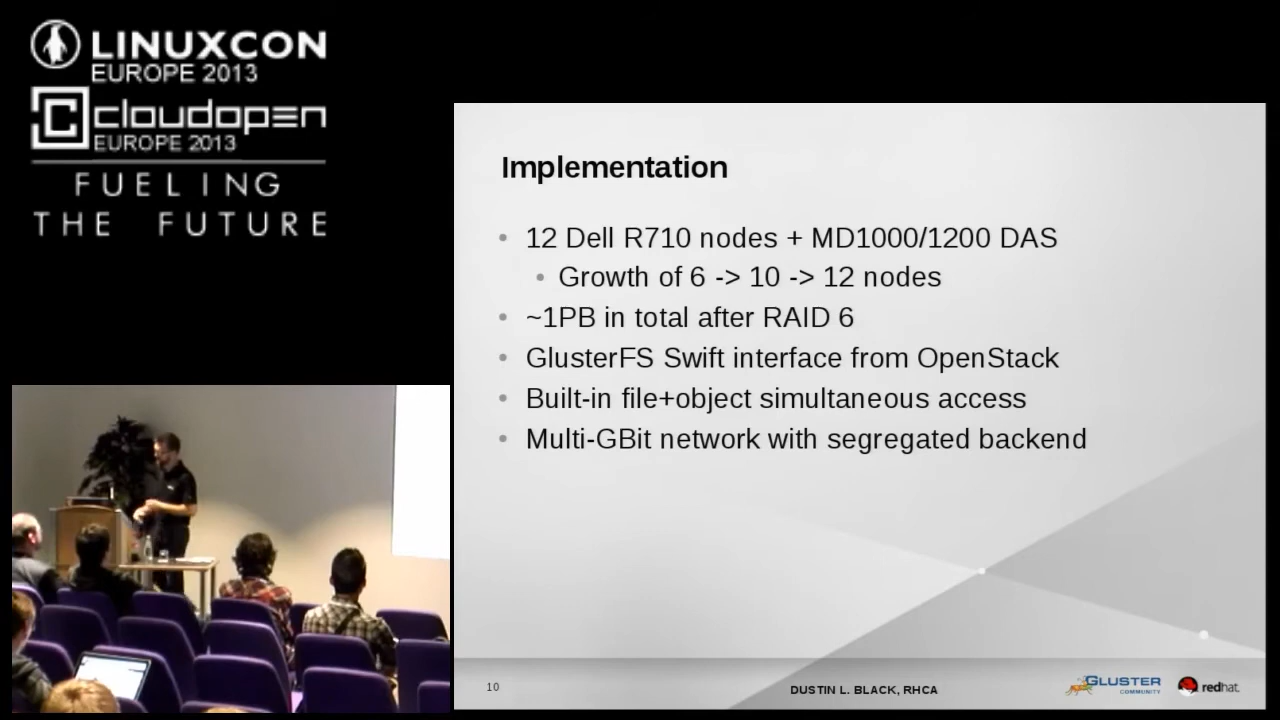 LINUXCON
EUROPE 2013
cloudopen
EUROPE 2013
FUELING
THE FUTURE
Implementation
• 12 Dell R710 nodes + MD1000/1200 DAS
• Growth of 6 -> 10 -> 12 nodes
• ~1PB in total after RAID 6
• GlusterFS Swift interface from OpenStack
• Built-in file+object simultaneous access
• Multi-GBit network with segregated backend
10
DUSTIN L. BLACK, RHCA
GLUSTER
COMMUNITY
redhat.